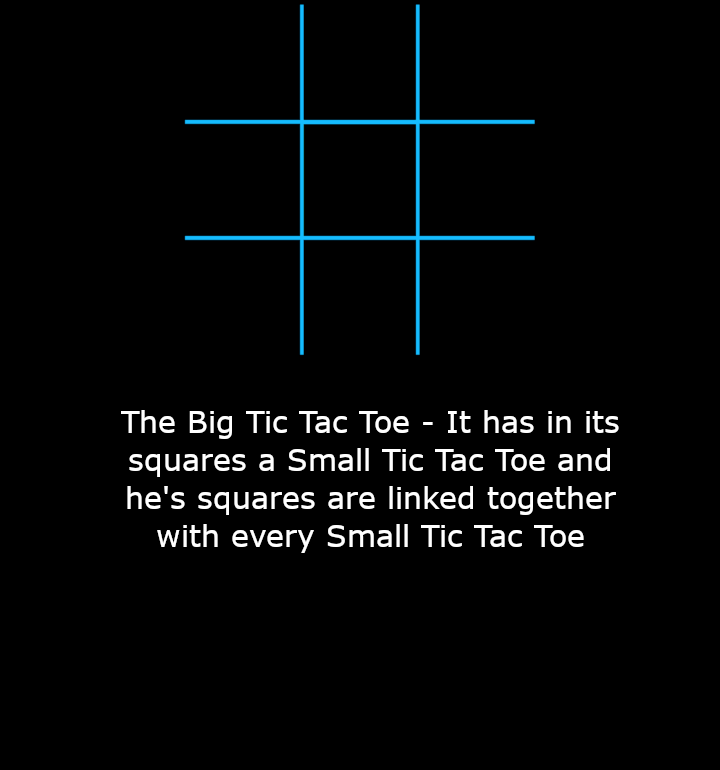 The Big Tic Tac Toe - It has in its
squares a Small Tic Tac Toe and
he's squares are linked together
with every Small Tic Tac Toe